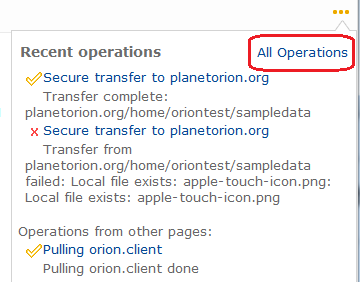 Recent operations
All Operations
Secure transfer to planetorion.org
Transfer complete:
planetorion.org/home/oriontest/sampledata
Secure transfer to planetorion.org
Transfer from
planetorion.org/home/oriontest/sampledata
failed: Local file exists: apple-touch-icon.png:
Local file exists: apple-touch-icon.png
Operations from other pages:
Pulling orion.client
Pulling orion.client done